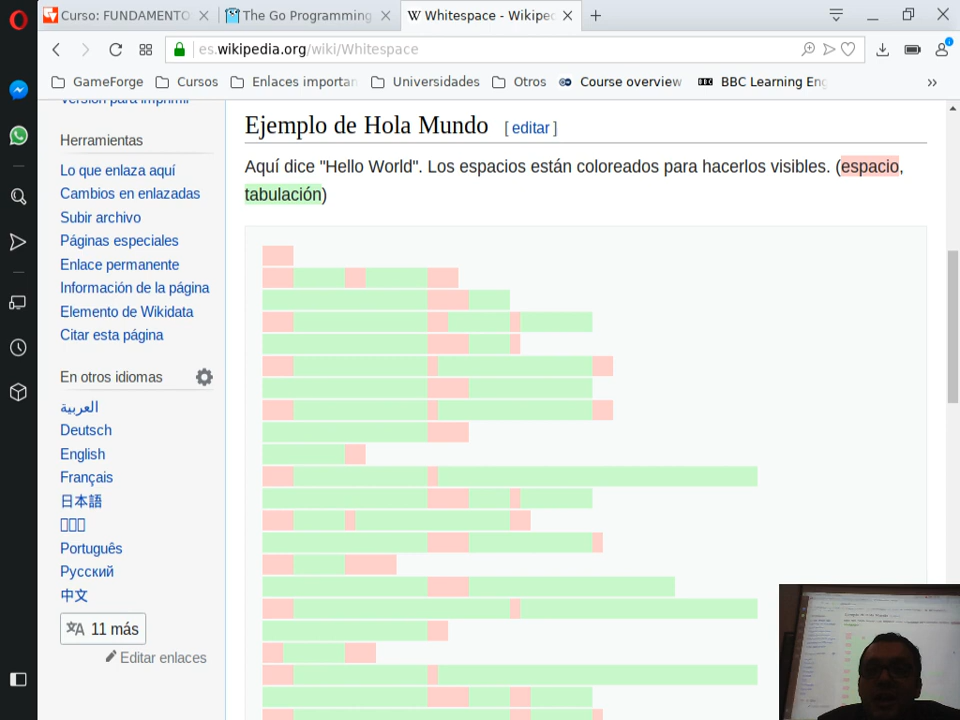 Curso: FUNDAMENTO
The Go Programming
W Whitespace - Wikiped
es.wikipedia.org/wiki/Whitespace
GameForge
Cursos
Enlaces importan
Universidades
Otros
Course overview
BBC Learning Eng
Versión para imprimir
Herramientas
Lo que enlaza aquí
Cambios en enlazadas
Subir archivo
Páginas especiales
Enlace permanente
Información de la página
Elemento de Wikidata
Citar esta página
En otros idiomas
العربية
Deutsch
English
Français
日本語
Português
Русский
中文
11 más
Editar enlaces
Ejemplo de Hola Mundo [ editar ]
Aquí dice "Hello World". Los espacios están coloreados para hacerlos visibles. (espacio,
tabulación)